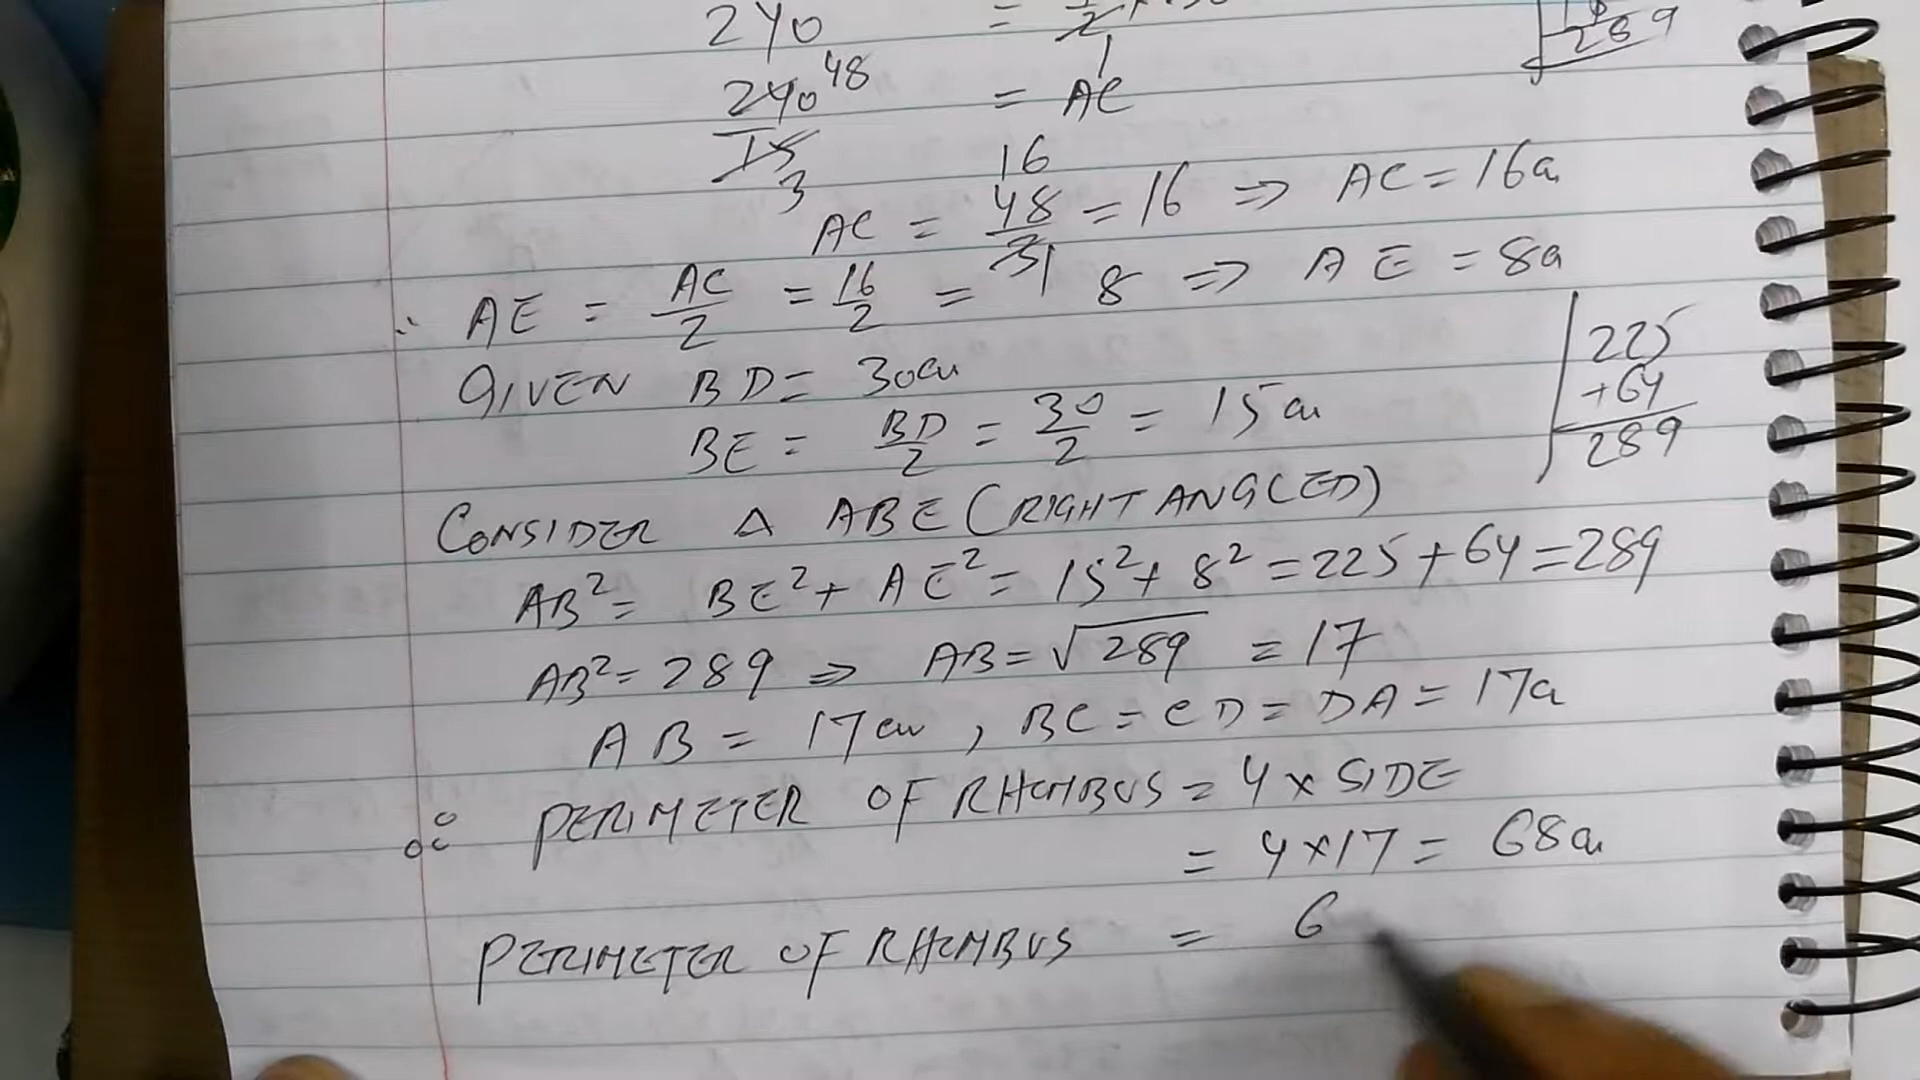 240 =
289
240 48 = AC
15
3
16
AC = 48/3 = 16 ⇒ AC = 16cm
1
∴ AE = AC/2 = 16/2 = 8 ⇒ AE = 8cm
GIVEN BD = 30cm
BE = BD/2 = 30/2 = 15cm
225
+64
289
CONSIDER △ ABE (RIGHT ANGLED)
AB² = BE² + AE² = 15² + 8² = 225 + 64 = 289
AB² = 289 ⇒ AB = √289 = 17
AB = 17cm, BC = CD = DA = 17cm
∴ PERIMETER OF RHOMBUS = 4 × SIDE
= 4×17 = 68cm
PERIMETER OF RHOMBUS = 6